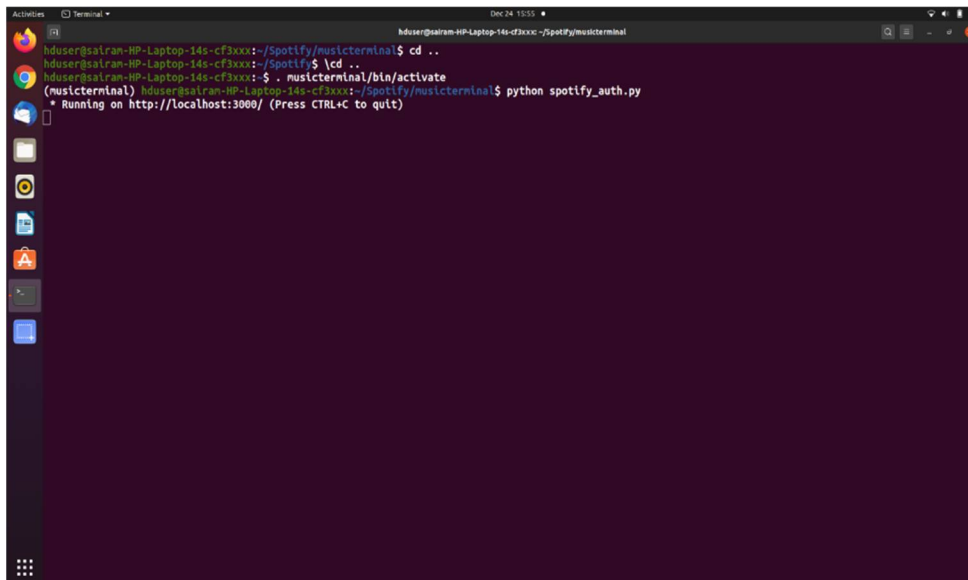 Activities Terminal Dec 24 15:55
hduser@sairam-HP-Laptop-14s-cf3xxx: ~/Spotify/musicterminal
hduser@sairam-HP-Laptop-14s-cf3xxx:~/Spotify/musicterminal$ cd ..
hduser@sairam-HP-Laptop-14s-cf3xxx:~/Spotify$ \cd ..
hduser@sairam-HP-Laptop-14s-cf3xxx:~$ . musicterminal/bin/activate
(musicterminal) hduser@sairam-HP-Laptop-14s-cf3xxx:~/Spotify/musicterminal$ python spotify_auth.py
* Running on http://localhost:3000/ (Press CTRL+C to quit)